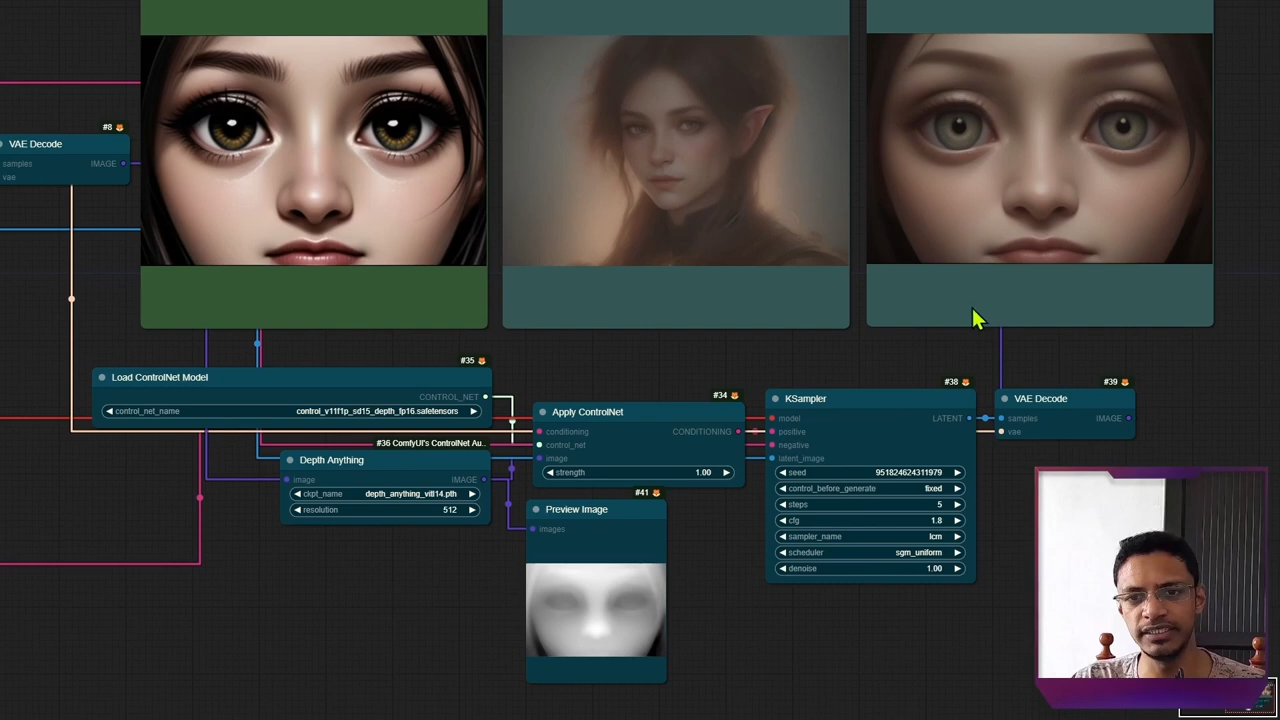 #8
VAE Decode
samples
IMAGE
vae
#35
Load ControlNet Model
CONTROL_NET
control_net_name
control_v11f1p_sd15_depth_fp16.safetensors
#36 ComfyUI's ControlNet Au..
Depth Anything
image
IMAGE
ckpt_name
depth_anything_vitl14.pth
resolution
512
#34
Apply ControlNet
conditioning
CONDITIONING
control_net
image
strength
1.00
#41
Preview Image
images
#38
KSampler
model
LATENT
positive
negative
latent_image
seed
951824624311979
control_before_generate
fixed
steps
5
cfg
1.8
sampler_name
lcm
scheduler
sgm_uniform
denoise
1.00
#39
VAE Decode
samples
IMAGE
vae